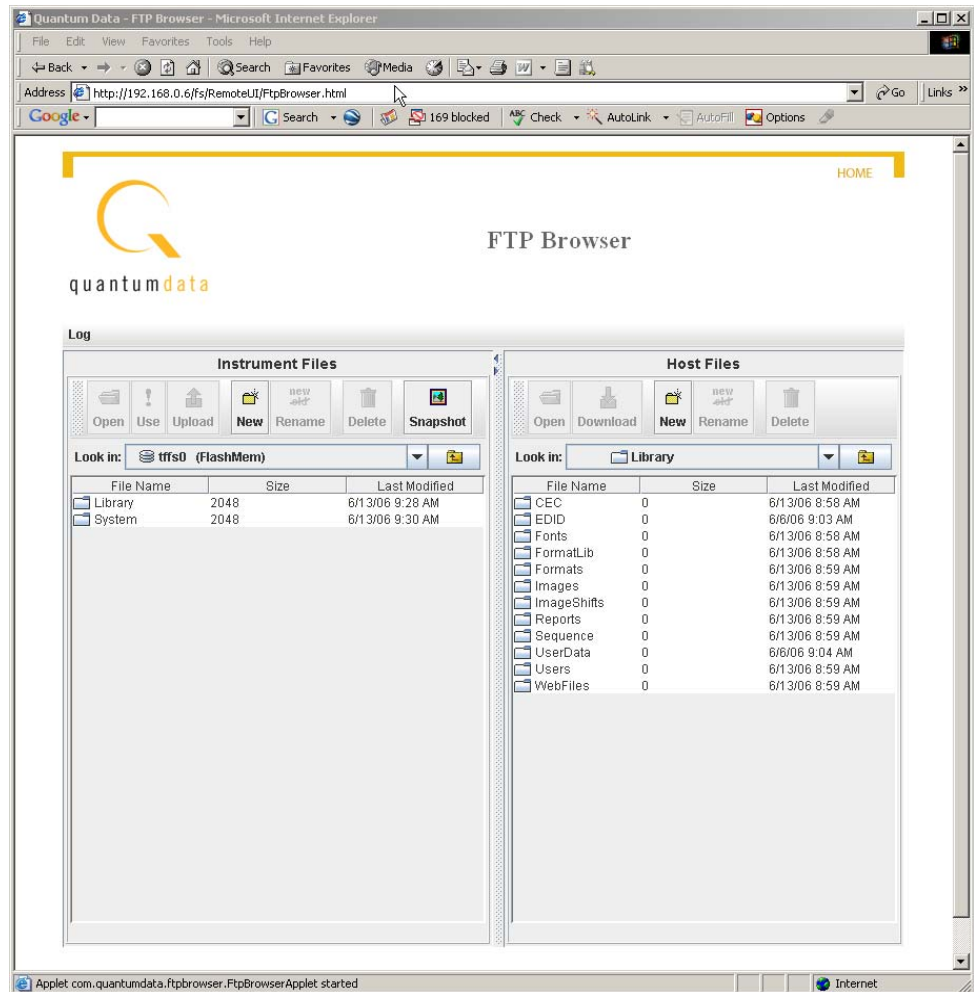 Quantum Data - FTP Browser - Microsoft Internet Explorer
File Edit View Favorites Tools Help
Back Search Favorites Media
Address http://192.168.0.6/fs/RemoteUI/FtpBrowser.html Go Links »
Google Search 169 blocked ABC Check AutoLink AutoFill Options
HOME
FTP Browser
quantumdata
Log
Instrument Files
Open Use Upload New new old Rename Delete Snapshot
Look in: tffs0 (FlashMem)
File Name Size Last Modified
Library 2048 6/13/06 9:28 AM
System 2048 6/13/06 9:30 AM
Host Files
Open Download New new old Rename Delete
Look in: Library
File Name Size Last Modified
CEC 0 6/13/06 8:58 AM
EDID 0 6/6/06 9:03 AM
Fonts 0 6/13/06 8:58 AM
FormatLib 0 6/13/06 8:58 AM
Formats 0 6/13/06 8:59 AM
Images 0 6/13/06 8:59 AM
ImageShifts 0 6/13/06 8:59 AM
Reports 0 6/13/06 8:59 AM
Sequence 0 6/13/06 8:59 AM
UserData 0 6/6/06 9:04 AM
Users 0 6/13/06 8:59 AM
WebFiles 0 6/13/06 8:59 AM
Applet com.quantumdata.ftpbrowser.FtpBrowserApplet started Internet